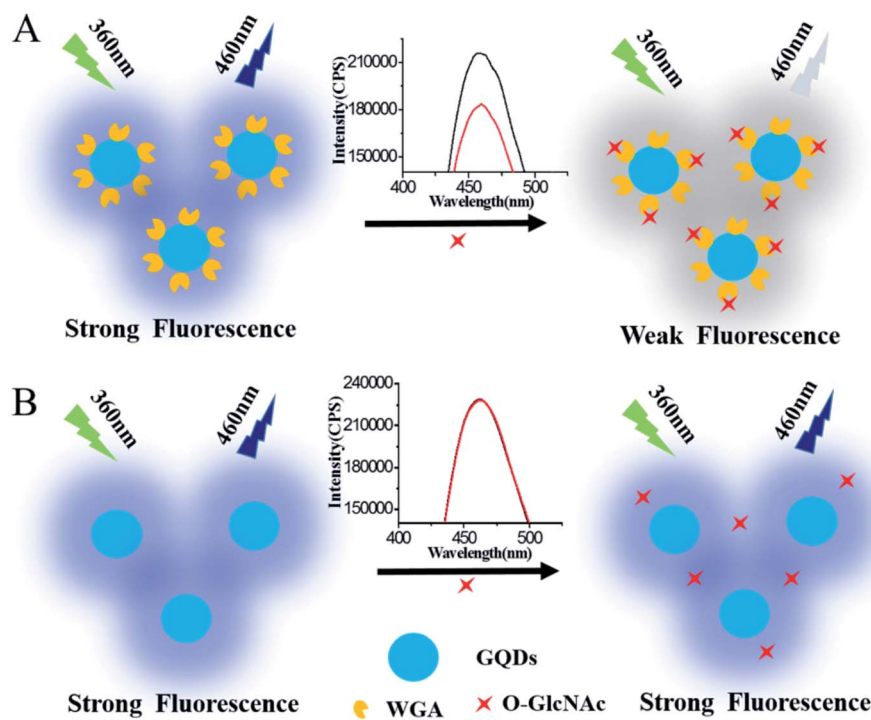 A
360nm
460nm
Intensity(CPS)
210000
180000
150000
400
450
500
Wavelength(nm)
360nm
460nm
Strong Fluorescence
Weak Fluorescence
B
360nm
460nm
Intensity(CPS)
240000
210000
180000
150000
400
450
500
Wavelength(nm)
360nm
460nm
GQDs
WGA
O-GlcNAc
Strong Fluorescence
Strong Fluorescence